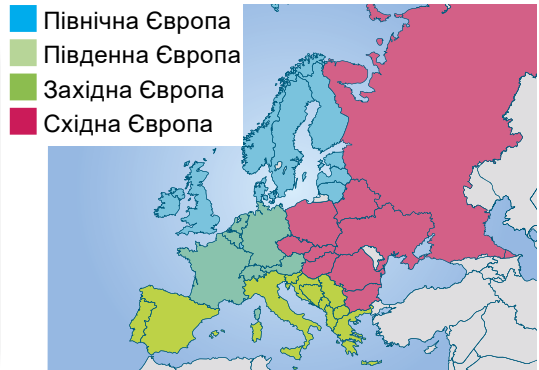 Північна Європа
Південна Європа
Західна Європа
Східна Європа